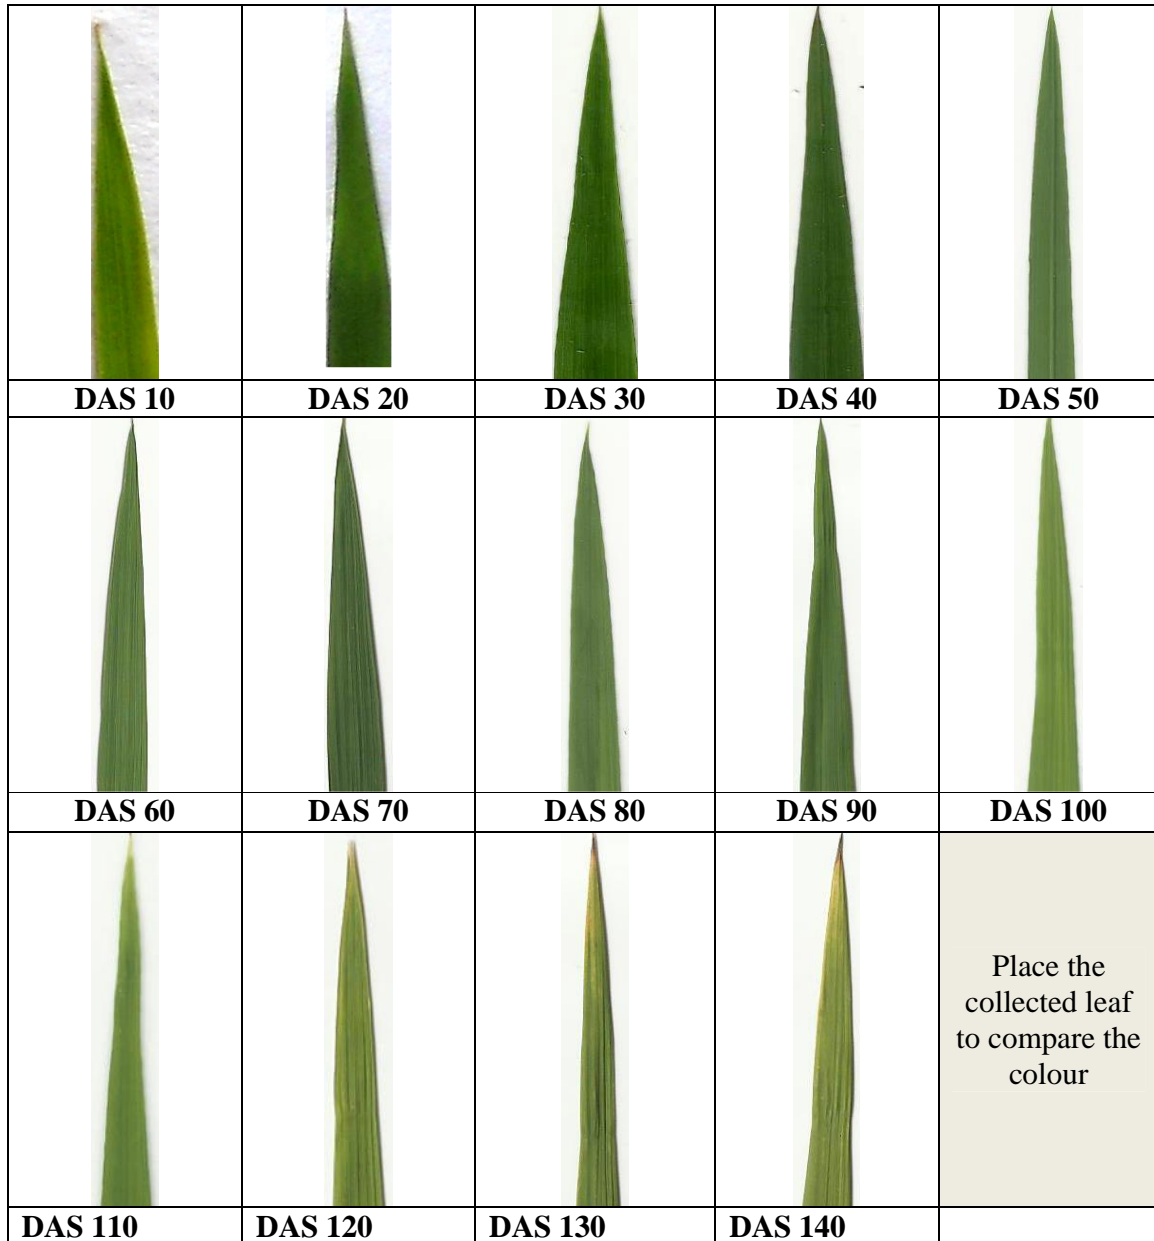 DAS 10
DAS 20
DAS 30
DAS 40
DAS 50
DAS 60
DAS 70
DAS 80
DAS 90
DAS 100
Place the
collected leaf
to compare the
colour
DAS 110
DAS 120
DAS 130
DAS 140